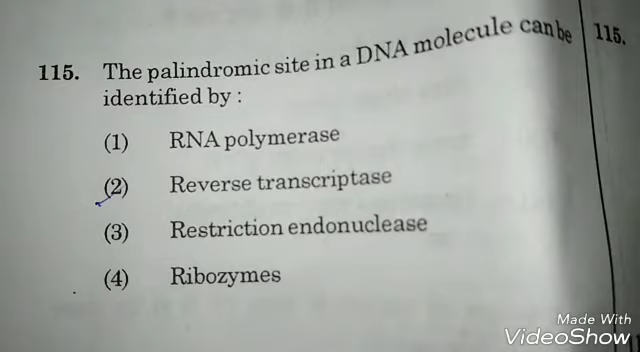 115. The palindromic site in a DNA molecule can be
identified by :
(1) RNA polymerase
(2) Reverse transcriptase
(3) Restriction endonuclease
(4) Ribozymes
115.
Made With
VideoShow